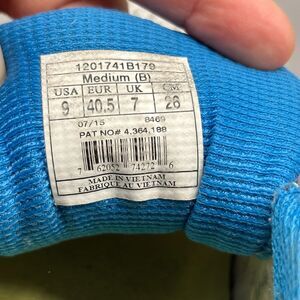 1201741B179
Medium (B)
USA EUR UK CM
9 40.5 7 26
07/15 8469
PAT NO# 4,364,188
7 62052 74272 6
MADE IN VIETNAM
FABRIQUE AU VIETNAM